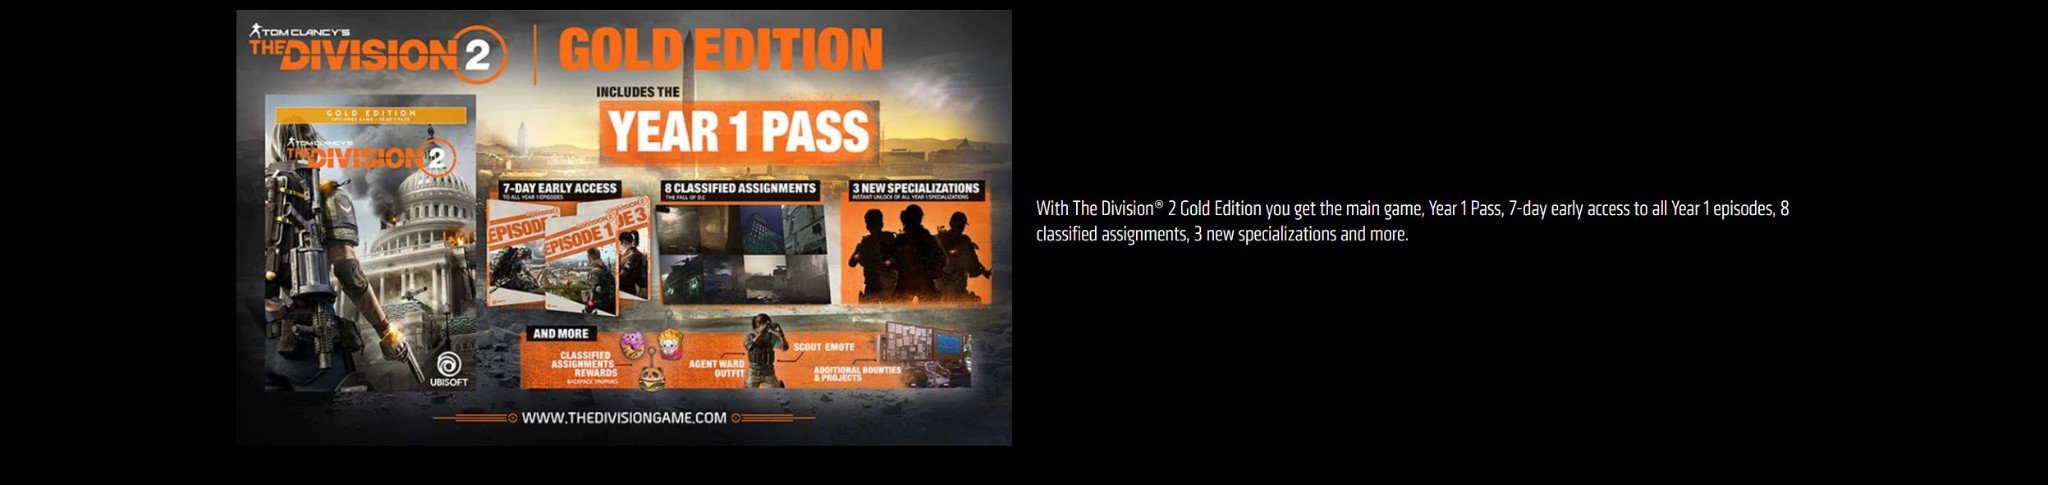 TOM CLANCY'S
THE DIVISION 2
GOLD EDITION
INCLUDES THE
YEAR 1 PASS
GOLD EDITION
INCLUDES GAME + YEAR 1 PASS
TOM CLANCY'S
THE DIVISION 2
UBISOFT
7-DAY EARLY ACCESS
TO ALL YEAR 1 EPISODES
EPISODE 1
8 CLASSIFIED ASSIGNMENTS
THE FALL OF D.C
3 NEW SPECIALIZATIONS
INSTANT UNLOCK OF ALL YEAR 1 SPECIALIZATIONS
AND MORE
CLASSIFIED
ASSIGNMENTS
REWARDS
BACKPACK TROPHIES
AGENT WARD
OUTFIT
SCOUT EMOTE
ADDITIONAL BOUNTIES
& PROJECTS
WWW.THEDIVISIONGAME.COM
With The Division® 2 Gold Edition you get the main game, Year 1 Pass, 7-day early access to all Year 1 episodes, 8
classified assignments, 3 new specializations and more.